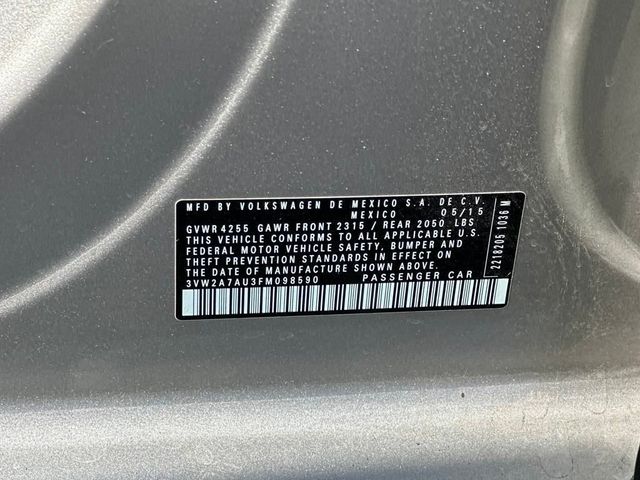 MFD BY VOLKSWAGEN DE MEXICO S.A. DE C.V.
MEXICO 05/15
GVWR 4255 GAWR FRONT 2315 / REAR 2050 LBS
THIS VEHICLE CONFORMS TO ALL APPLICABLE U.S.
FEDERAL MOTOR VEHICLE SAFETY, BUMPER AND
THEFT PREVENTION STANDARDS IN EFFECT ON
THE DATE OF MANUFACTURE SHOWN ABOVE.
3VW2A7AU3FM098590 PASSENGER CAR
2218205 1036 M